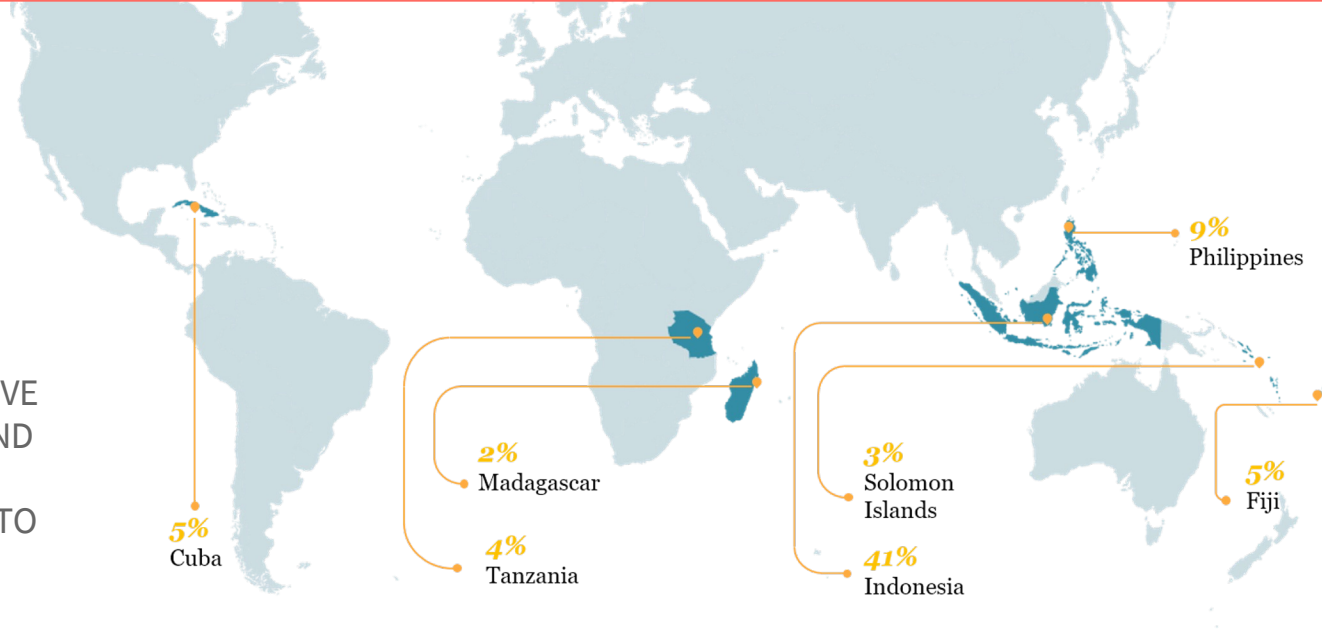 VE
ND
TO
5%
Cuba
2%
Madagascar
4%
Tanzania
3%
Solomon
Islands
41%
Indonesia
9%
Philippines
5%
Fiji